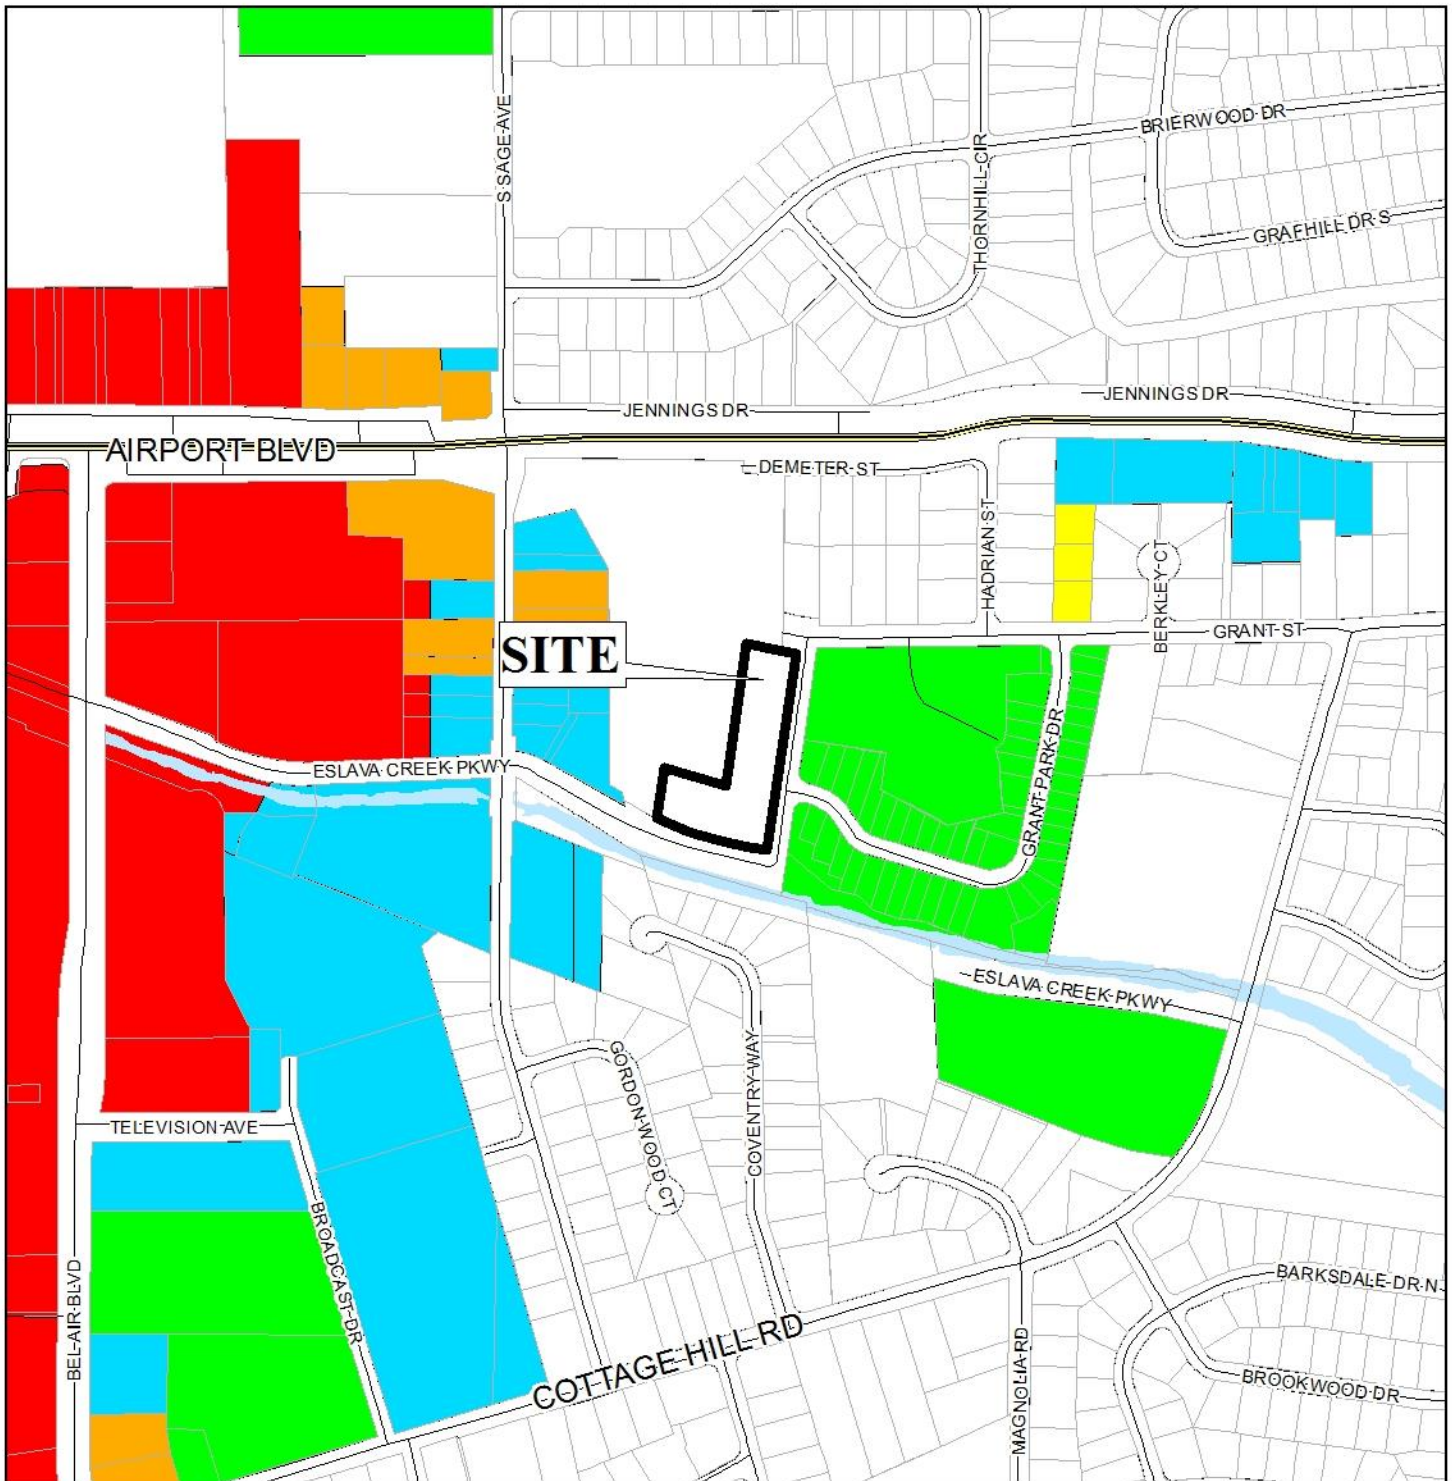 S SAGE AVE
BRIERWOOD DR
THORNHILL CIR
GRAFHILL DR S
JENNINGS DR
JENNINGS DR
AIRPORT BLVD
DEMETER ST
HADRIAN ST
BERKLEY CT
GRANT ST
SITE
GRANT PARK DR
ESLAVA CREEK PKWY
ESLAVA CREEK PKWY
GORDON WOOD CT
COVENTRY WAY
TELEVISION AVE
BROADCAST DR
BEL AIR BLVD
BARKSDALE DR N
COTTAGE HILL RD
MAGNOLIA RD
BROOKWOOD DR